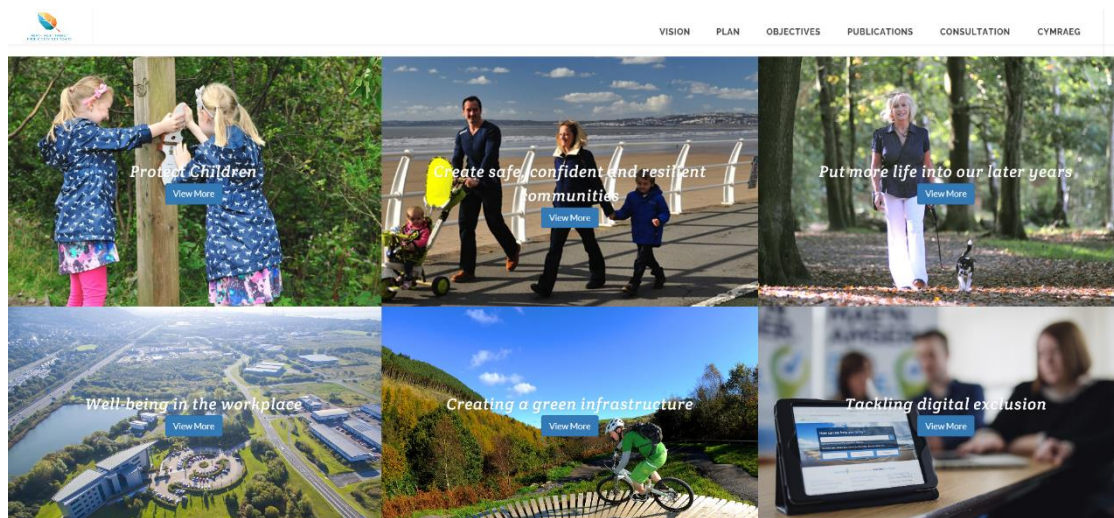 VISION PLAN OBJECTIVES PUBLICATIONS CONSULTATION CYMRAEG
Protect Children
View More
Create safe, confident and resilient
communities
View More
Put more life into our later years
View More
Well-being in the workplace
View More
Creating a green infrastructure
View More
Tackling digital exclusion
View More